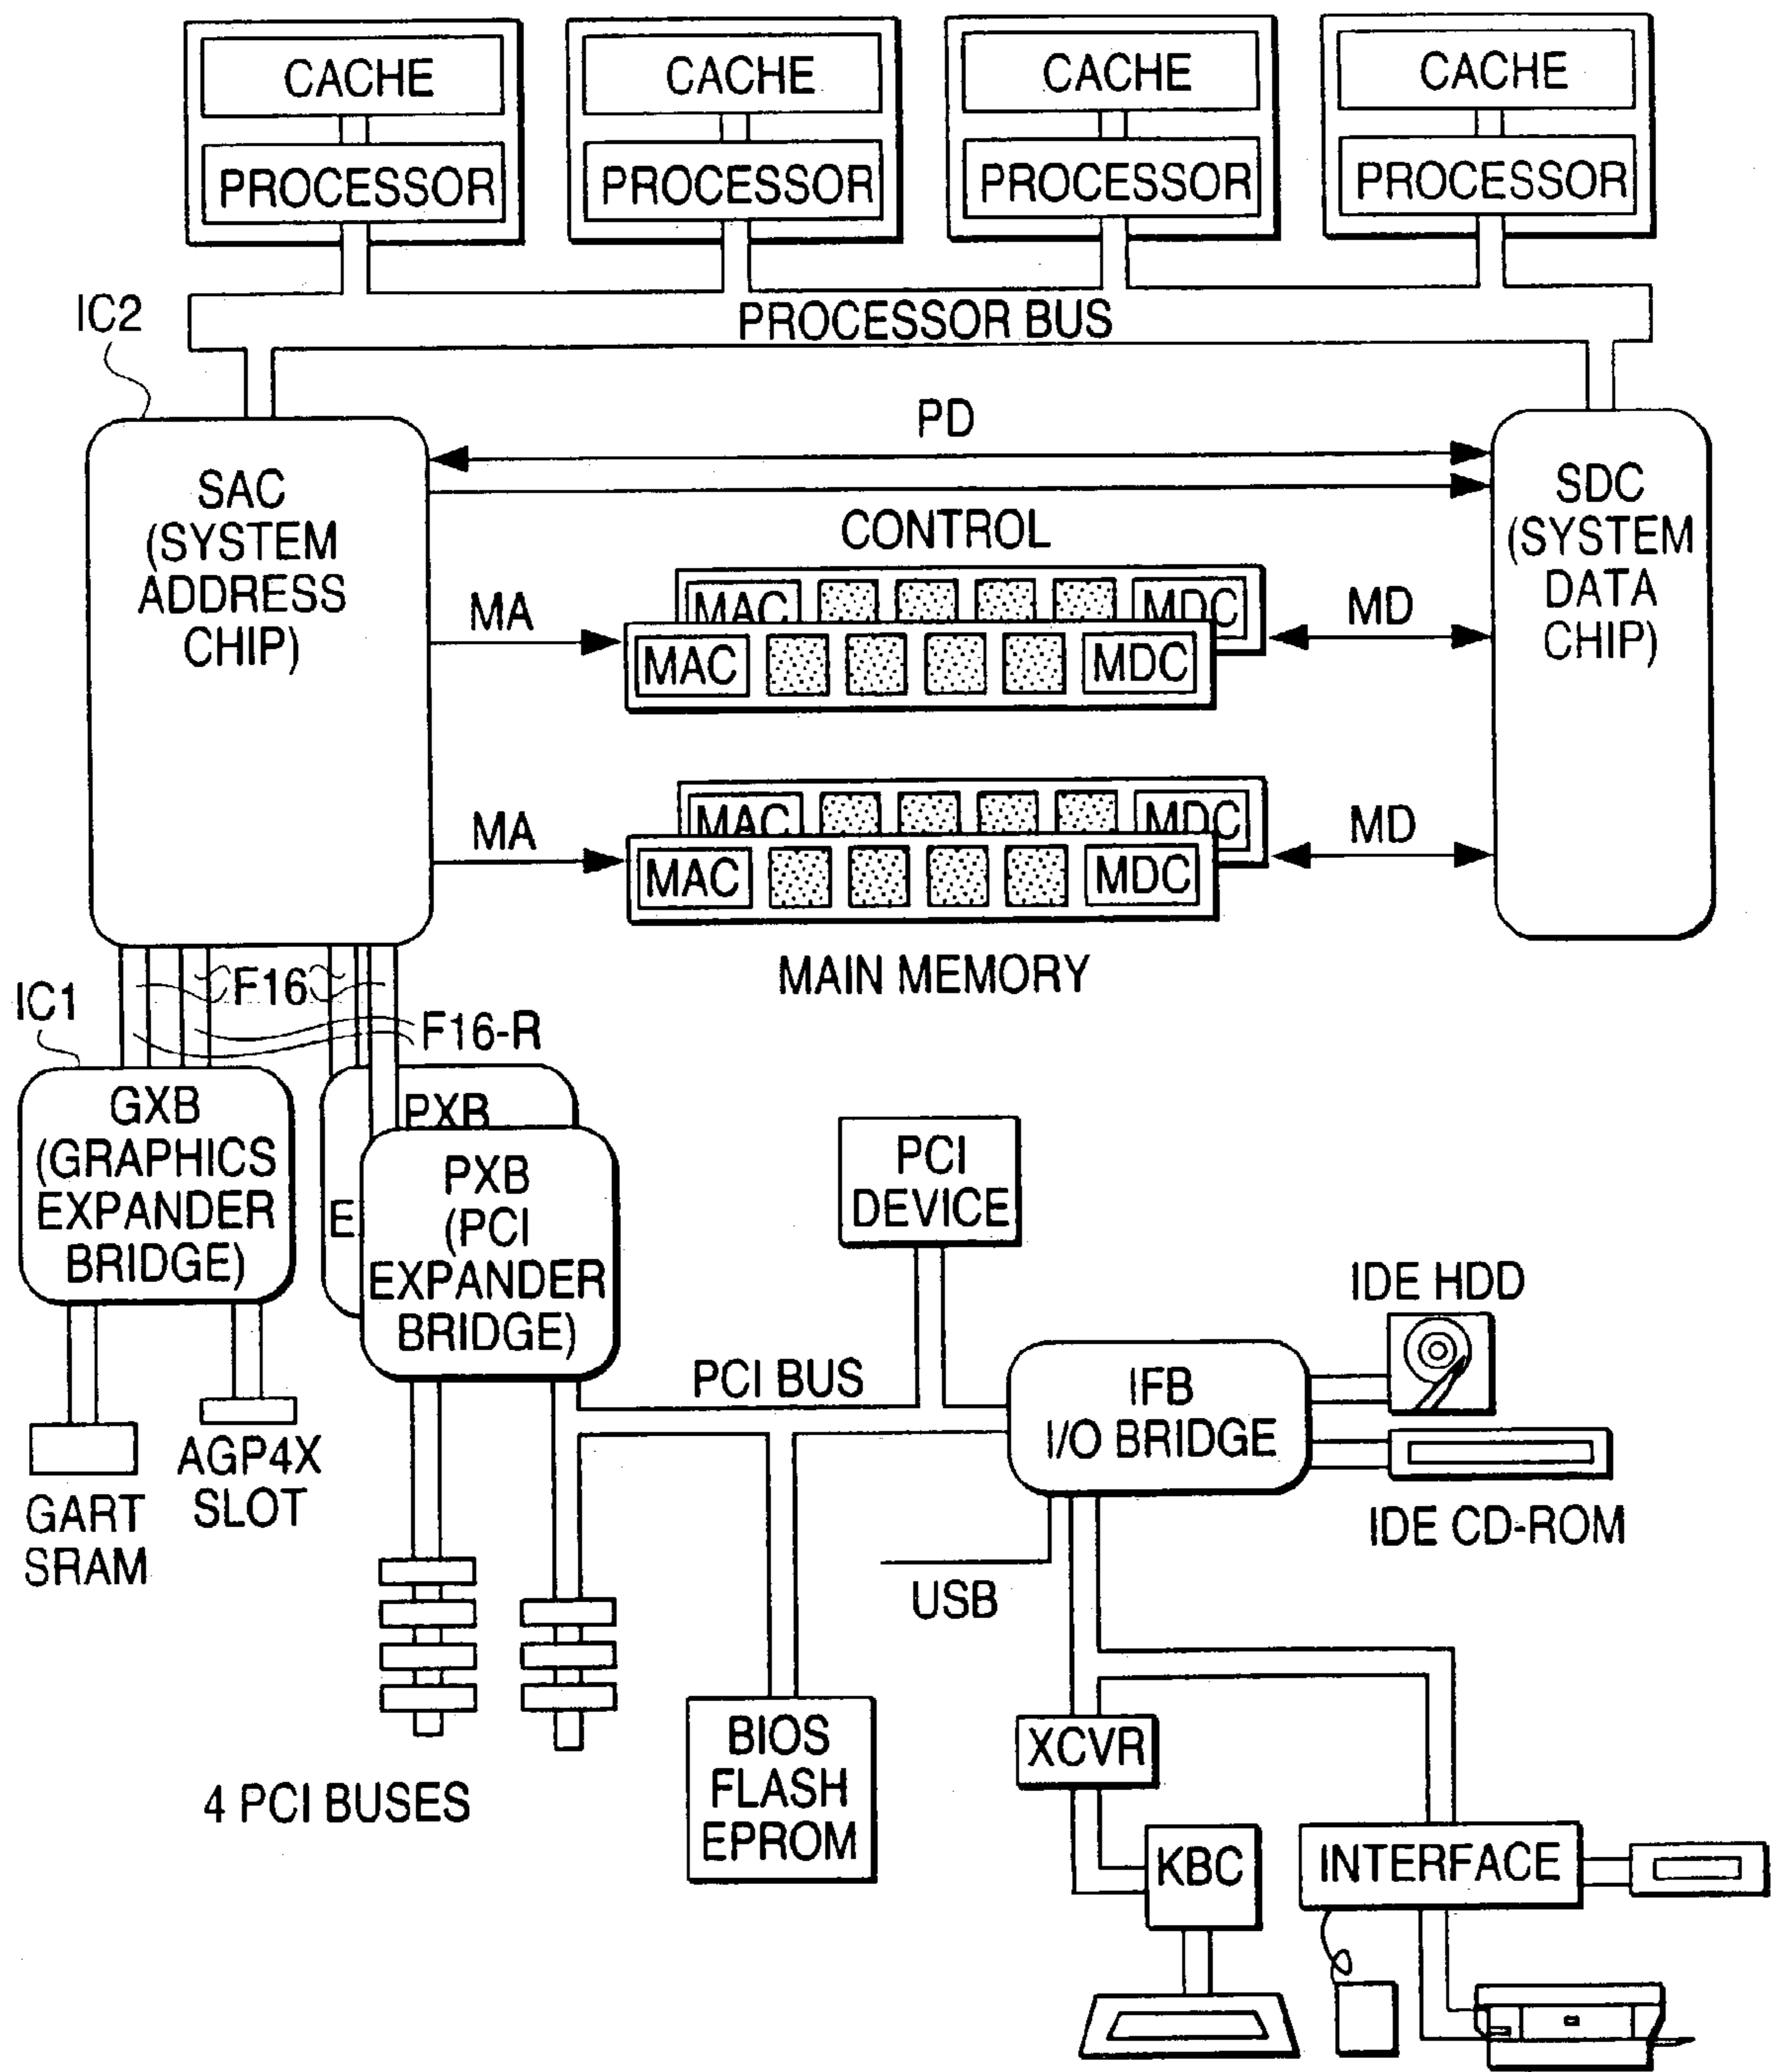 CACHE
PROCESSOR
CACHE
PROCESSOR
CACHE
PROCESSOR
CACHE
PROCESSOR
PROCESSOR BUS
IC2
SAC
(SYSTEM
ADDRESS
CHIP)
PD
CONTROL
SDC
(SYSTEM
DATA
CHIP)
MA
MAC
MDC
MAC
MDC
MD
MA
MAC
MDC
MAC
MDC
MD
MAIN MEMORY
F16
F16-R
IC1
GXB
(GRAPHICS
EXPANDER
BRIDGE)
PXB
E
PXB
(PCI
EXPANDER
BRIDGE)
PCI
DEVICE
PCI BUS
IFB
I/O BRIDGE
IDE HDD
IDE CD-ROM
GART
SRAM
AGP4X
SLOT
USB
4 PCI BUSES
BIOS
FLASH
EPROM
XCVR
KBC
INTERFACE